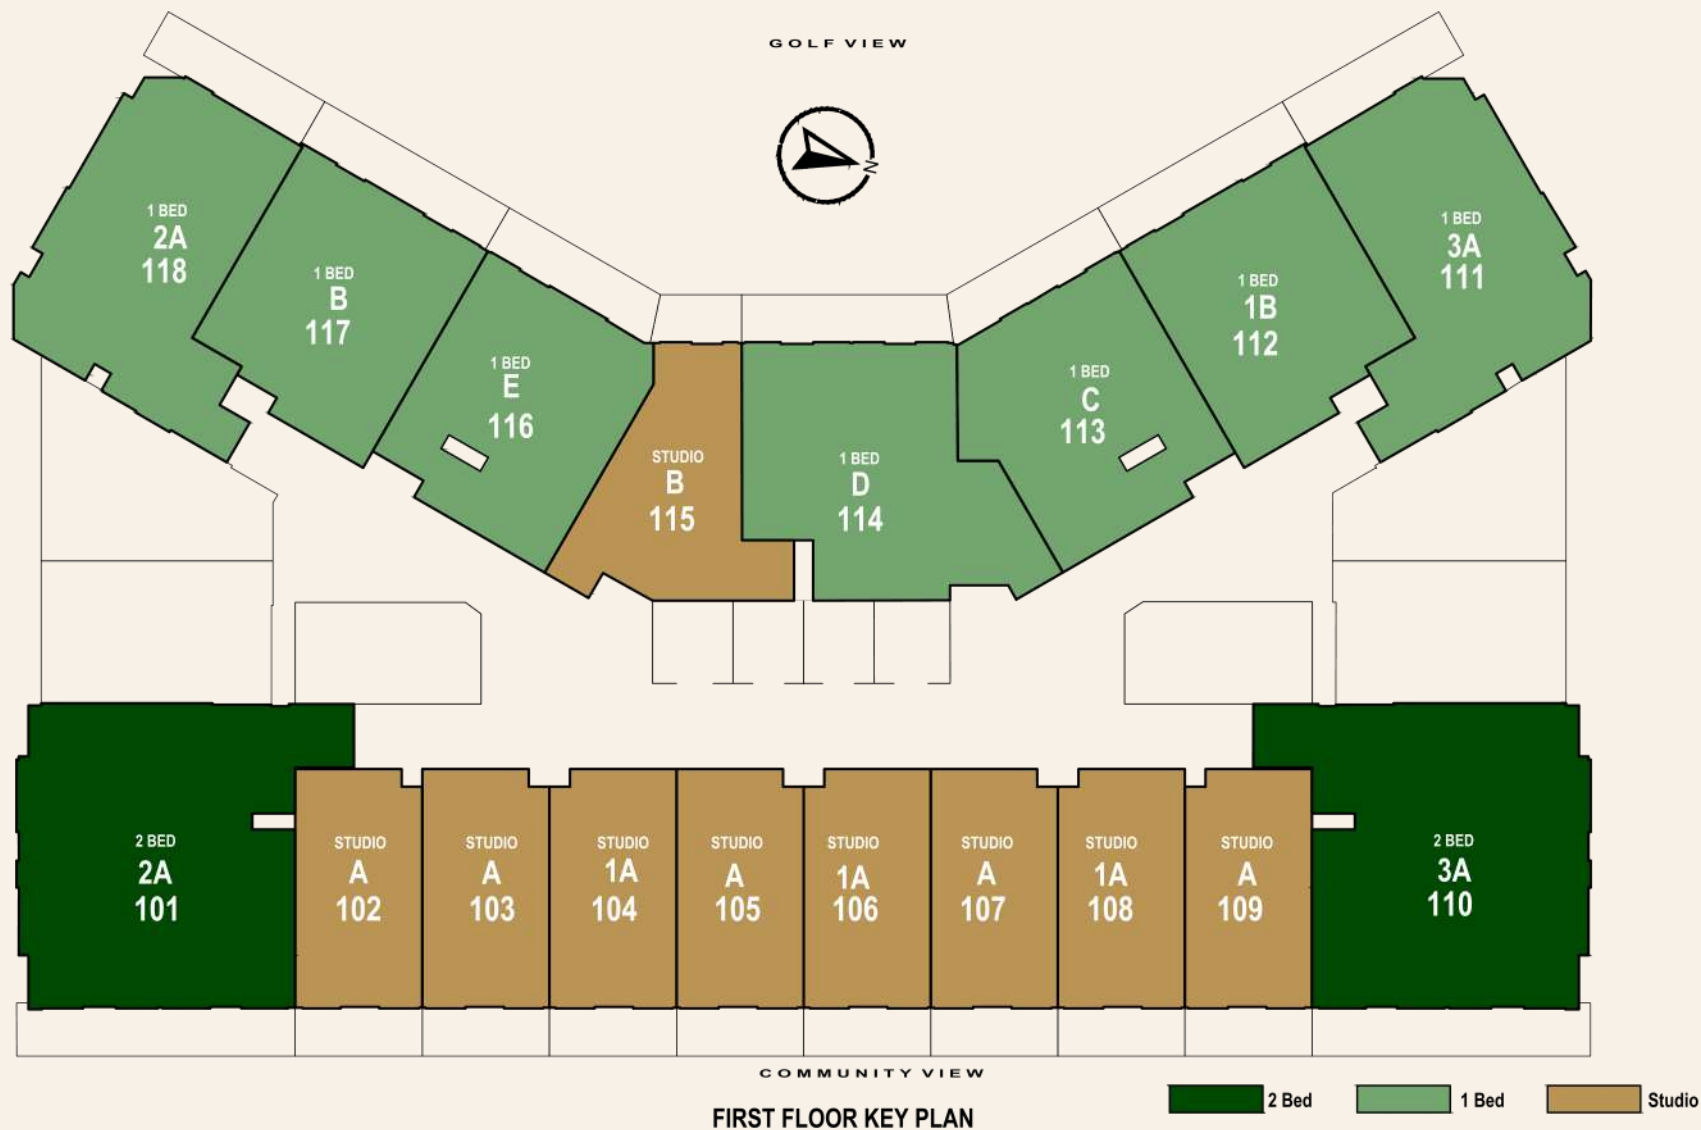 GOLF VIEW
N
1 BED
2A
118
1 BED
B
117
1 BED
E
116
STUDIO
B
115
1 BED
D
114
1 BED
C
113
1 BED
1B
112
1 BED
3A
111
2 BED
2A
101
STUDIO
A
102
STUDIO
A
103
STUDIO
1A
104
STUDIO
A
105
STUDIO
1A
106
STUDIO
A
107
STUDIO
1A
108
STUDIO
A
109
2 BED
3A
110
COMMUNITY VIEW
2 Bed
1 Bed
Studio
FIRST FLOOR KEY PLAN